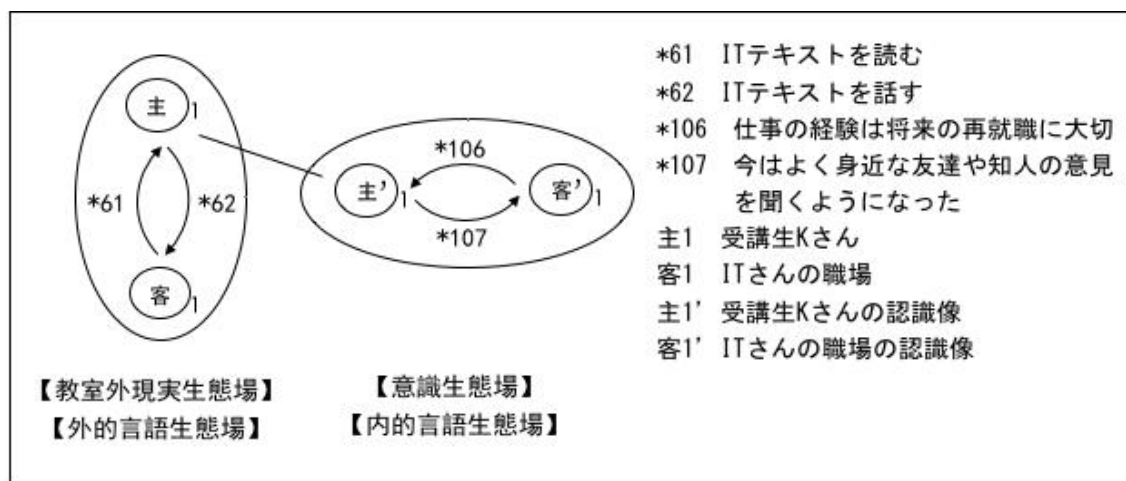 主1
*61
*62
客1
*106
主'1
客'1
*107
【教室外現実生態場】
【外的言語生態場】
【意識生態場】
【内的言語生態場】
*61 ITテキストを読む
*62 ITテキストを話す
*106 仕事の経験は将来の再就職に大切
*107 今はよく身近な友達や知人の意見
を聞くようになった
主1 受講生Kさん
客1 ITさんの職場
主1' 受講生Kさんの認識像
客1' ITさんの職場の認識像